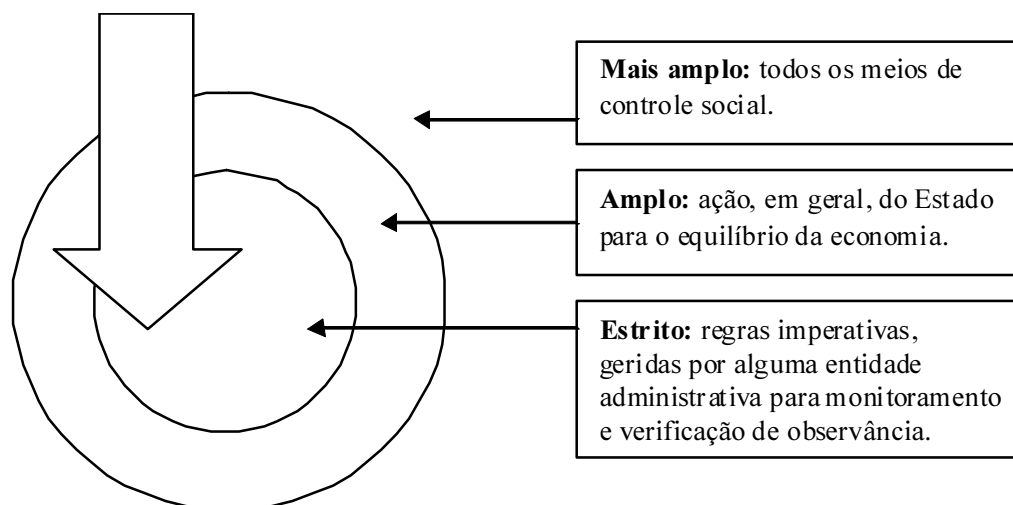 Mais amplo: todos os meios de
controle social.
Amplo: ação, em geral, do Estado
para o equilíbrio da economia.
Estrito: regras imperativas,
geridas por alguma entidade
administrativa para monitoramento
e verificação de observância.